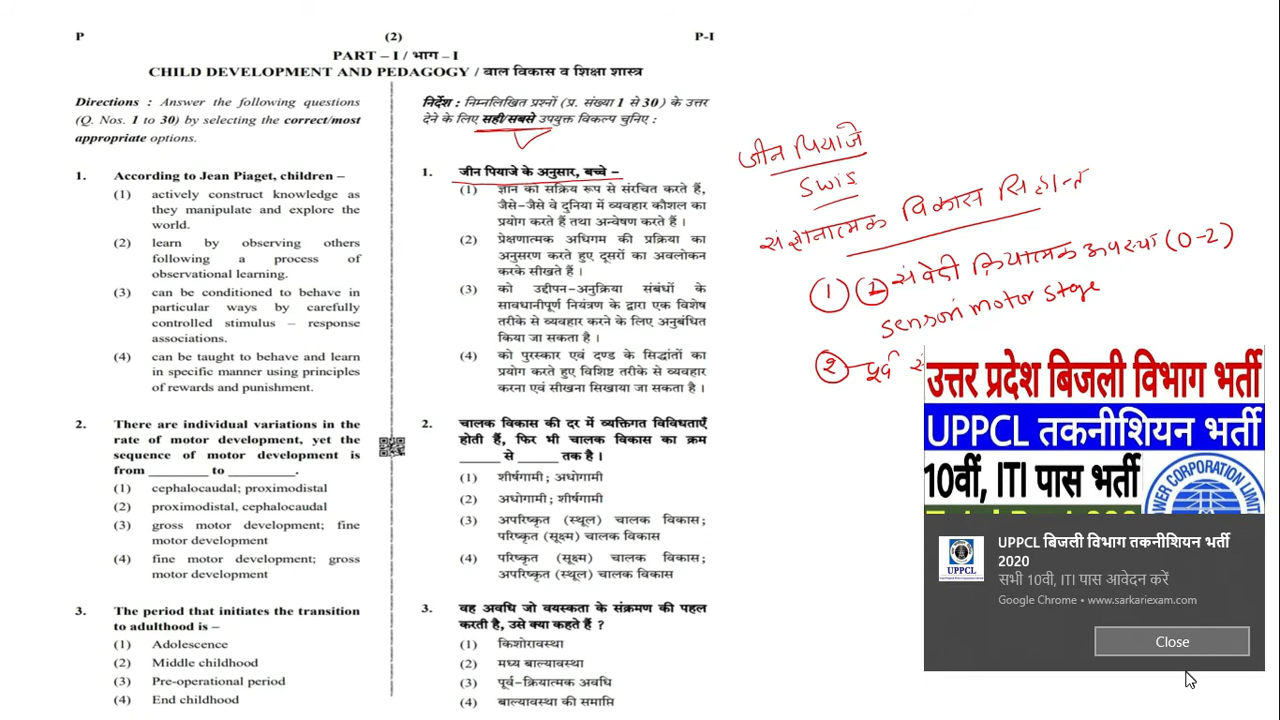 P
(2)
P-I
PART – I / भाग – I
CHILD DEVELOPMENT AND PEDAGOGY / बाल विकास व शिक्षा शास्त्र
Directions : Answer the following questions
(Q. Nos. 1 to 30) by selecting the correct/most
appropriate options.
1. According to Jean Piaget, children –
(1) actively construct knowledge as
they manipulate and explore the
world.
(2) learn by observing others
following a process of
observational learning.
(3) can be conditioned to behave in
particular ways by carefully
controlled stimulus – response
associations.
(4) can be taught to behave and learn
in specific manner using principles
of rewards and punishment.
2. There are individual variations in the
rate of motor development, yet the
sequence of motor development is
from _________ to __________.
(1) cephalocaudal; proximodistal
(2) proximodistal, cephalocaudal
(3) gross motor development; fine
motor development
(4) fine motor development; gross
motor development
3. The period that initiates the transition
to adulthood is –
(1) Adolescence
(2) Middle childhood
(3) Pre-operational period
(4) End childhood
निर्देश : निम्नलिखित प्रश्नों (प्र. संख्या 1 से 30) के उत्तर
देने के लिए सही/सबसे उपयुक्त विकल्प चुनिए :
1. जीन पियाजे के अनुसार, बच्चे –
(1) ज्ञान को सक्रिय रूप से संरचित करते हैं,
जैसे-जैसे वे दुनिया में व्यवहार कौशल का
प्रयोग करते हैं तथा अन्वेषण करते हैं ।
(2) प्रेक्षणात्मक अधिगम की प्रक्रिया का
अनुसरण करते हुए दूसरों का अवलोकन
करके सीखते हैं ।
(3) को उद्दीपन-अनुक्रिया संबंधों के
सावधानीपूर्ण नियंत्रण के द्वारा एक विशेष
तरीके से व्यवहार करने के लिए अनुबंधित
किया जा सकता है ।
(4) को पुरस्कार एवं दण्ड के सिद्धांतों का
प्रयोग करते हुए विशिष्ट तरीके से व्यवहार
करना एवं सीखना सिखाया जा सकता है ।
2. चालक विकास की दर में व्यक्तिगत विविधताएँ
होती हैं, फिर भी चालक विकास का क्रम
______ से ______ तक है ।
(1) शीर्षगामी ; अधोगामी
(2) अधोगामी ; शीर्षगामी
(3) अपरिष्कृत (स्थूल) चालक विकास;
परिष्कृत (सूक्ष्म) चालक विकास
(4) परिष्कृत (सूक्ष्म) चालक विकास;
अपरिष्कृत (स्थूल) चालक विकास
3. वह अवधि जो वयस्कता के संक्रमण की पहल
करती है, उसे क्या कहते हैं ?
(1) किशोरावस्था
(2) मध्य बाल्यावस्था
(3) पूर्व-क्रियात्मक अवधि
(4) बाल्यावस्था की समाप्ति
जीन पियाजे
swis
संज्ञानात्मक विकास सिद्धान्त
(1) संवेदी क्रियात्मक अवस्था (0-2)
sensori motor stage
(2) पूर्व
उत्तर प्रदेश बिजली विभाग भर्ती
UPPCL तकनीशियन भर्ती
10वीं, ITI पास भर्ती
UPPCL बिजली विभाग तकनीशियन भर्ती
2020
सभी 10वी, ITI पास आवेदन करें
Google Chrome • www.sarkariexam.com
UPPCL
Close